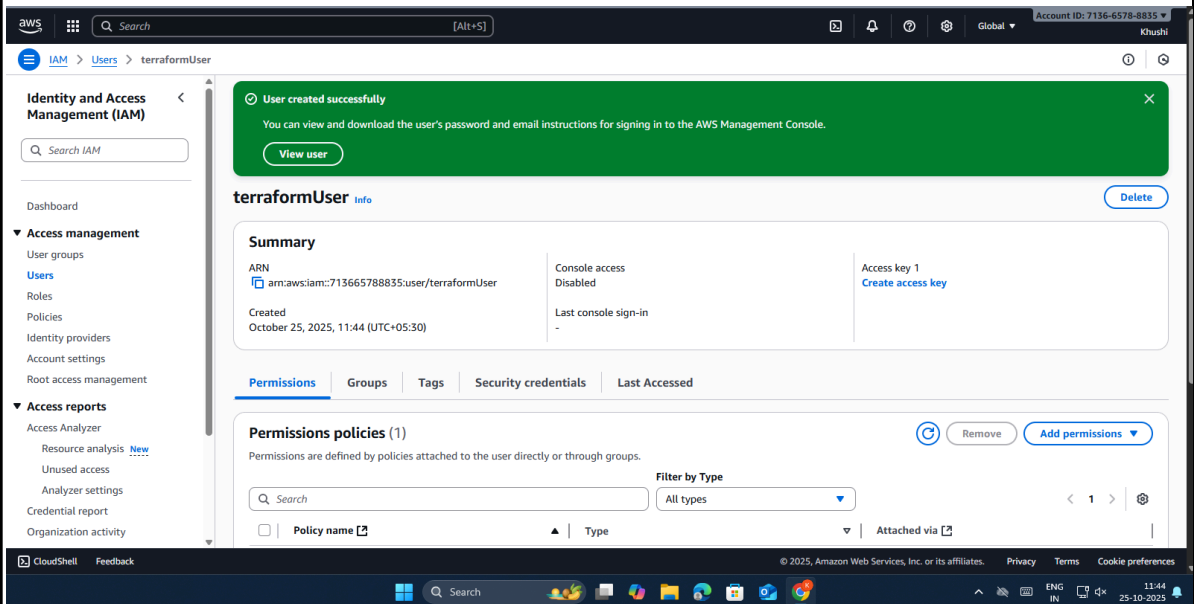 aws
Search [Alt+S]
Global
Account ID: 7136-6578-8835
Khushi
IAM > Users > terraformUser
Identity and Access Management (IAM)
Search IAM
Dashboard
Access management
User groups
Users
Roles
Policies
Identity providers
Account settings
Root access management
Access reports
Access Analyzer
Resource analysis New
Unused access
Analyzer settings
Credential report
Organization activity
User created successfully
You can view and download the user's password and email instructions for signing in to the AWS Management Console.
View user
terraformUser Info
Delete
Summary
ARN
arn:aws:iam::713665788835:user/terraformUser
Created
October 25, 2025, 11:44 (UTC+05:30)
Console access
Disabled
Last console sign-in
-
Access key 1
Create access key
Permissions Groups Tags Security credentials Last Accessed
Permissions policies (1)
Remove
Add permissions
Permissions are defined by policies attached to the user directly or through groups.
Filter by Type
Search
All types
1
Policy name Type Attached via
CloudShell Feedback
© 2025, Amazon Web Services, Inc. or its affiliates. Privacy Terms Cookie preferences
Search
ENG
IN
11:44
25-10-2025